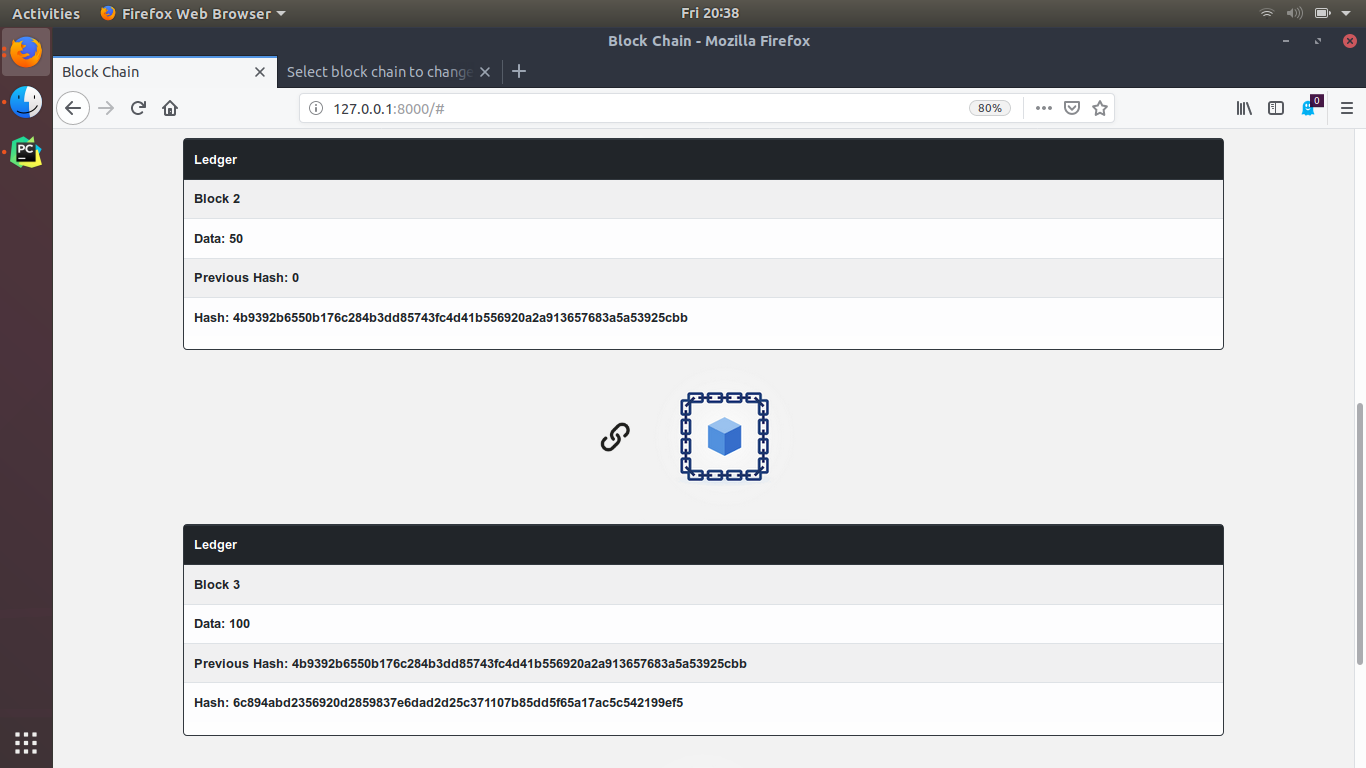 Activities
Firefox Web Browser
Fri 20:38
Block Chain - Mozilla Firefox
Block Chain
Select block chain to change
127.0.0.1:8000/#
80%
0
PC
Ledger
Block 2
Data: 50
Previous Hash: 0
Hash: 4b9392b6550b176c284b3dd85743fc4d41b556920a2a913657683a5a53925cbb
Ledger
Block 3
Data: 100
Previous Hash: 4b9392b6550b176c284b3dd85743fc4d41b556920a2a913657683a5a53925cbb
Hash: 6c894abd2356920d2859837e6dad2d25c371107b85dd5f65a17ac5c542199ef5